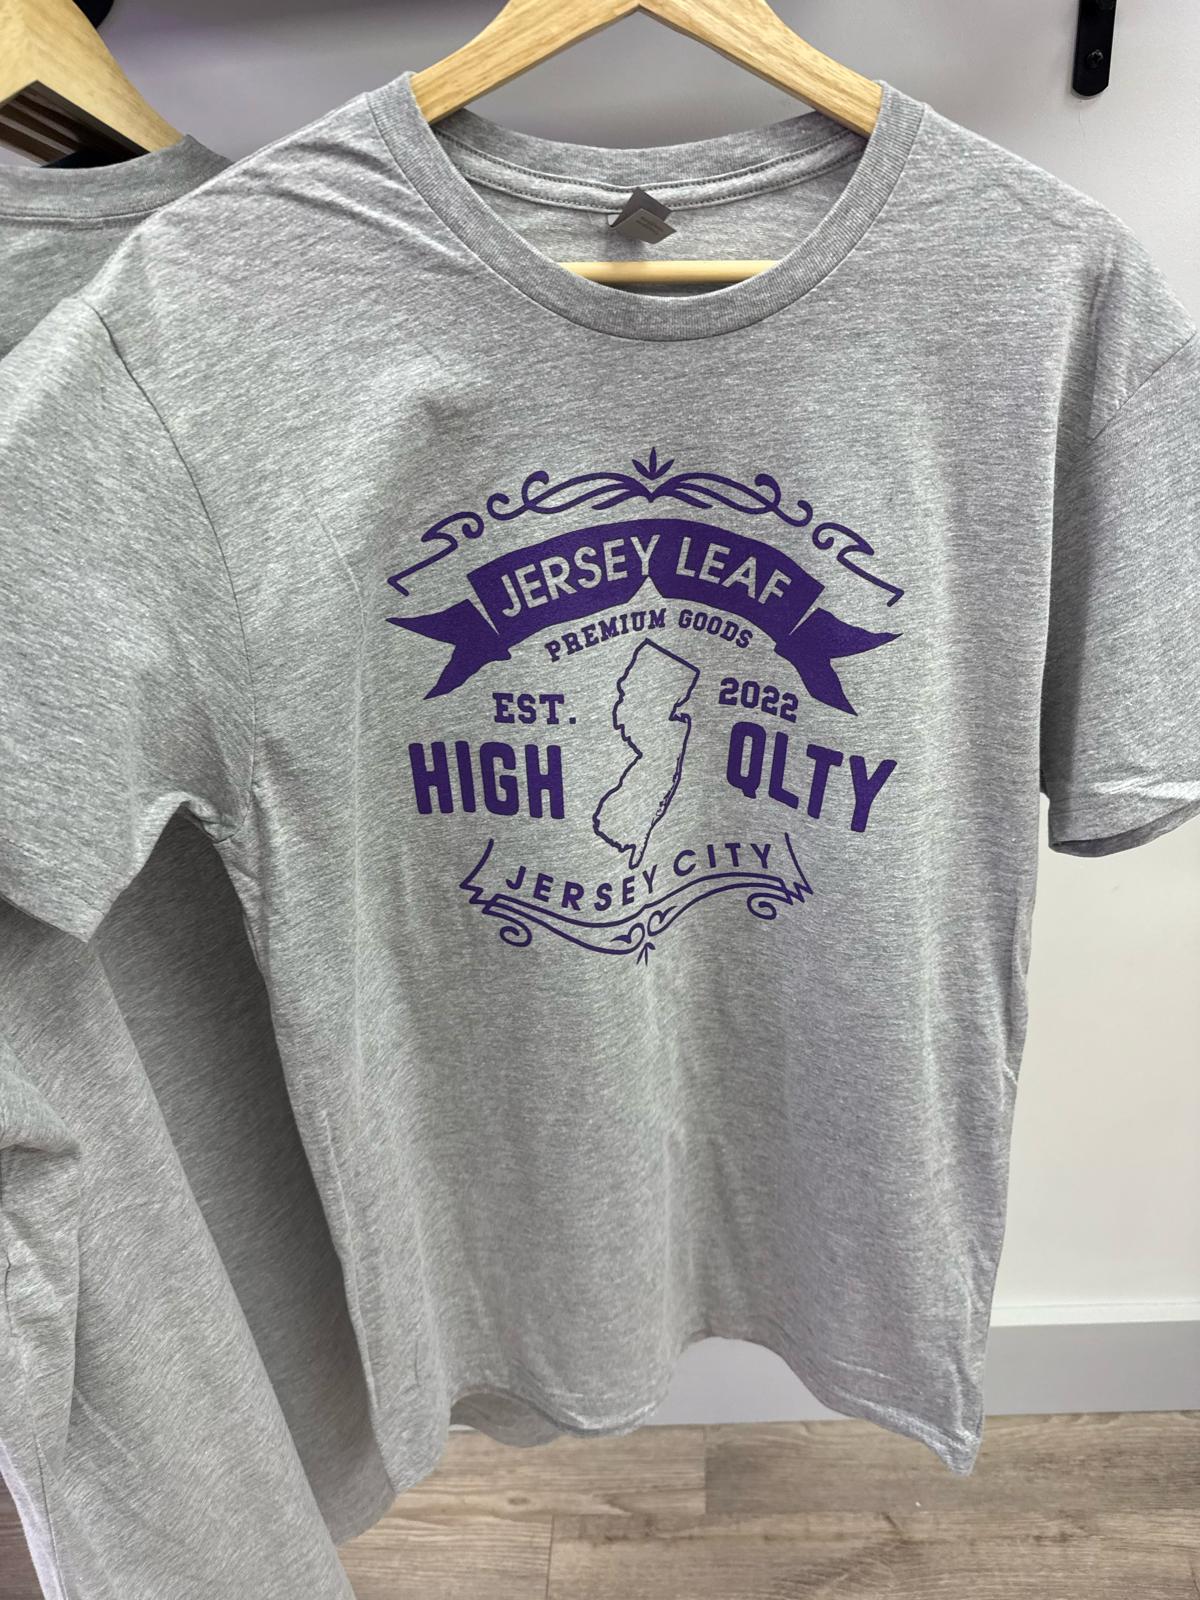 JERSEY LEAF
PREMIUM GOODS
EST. 2022
HIGH QLTY
JERSEY CITY